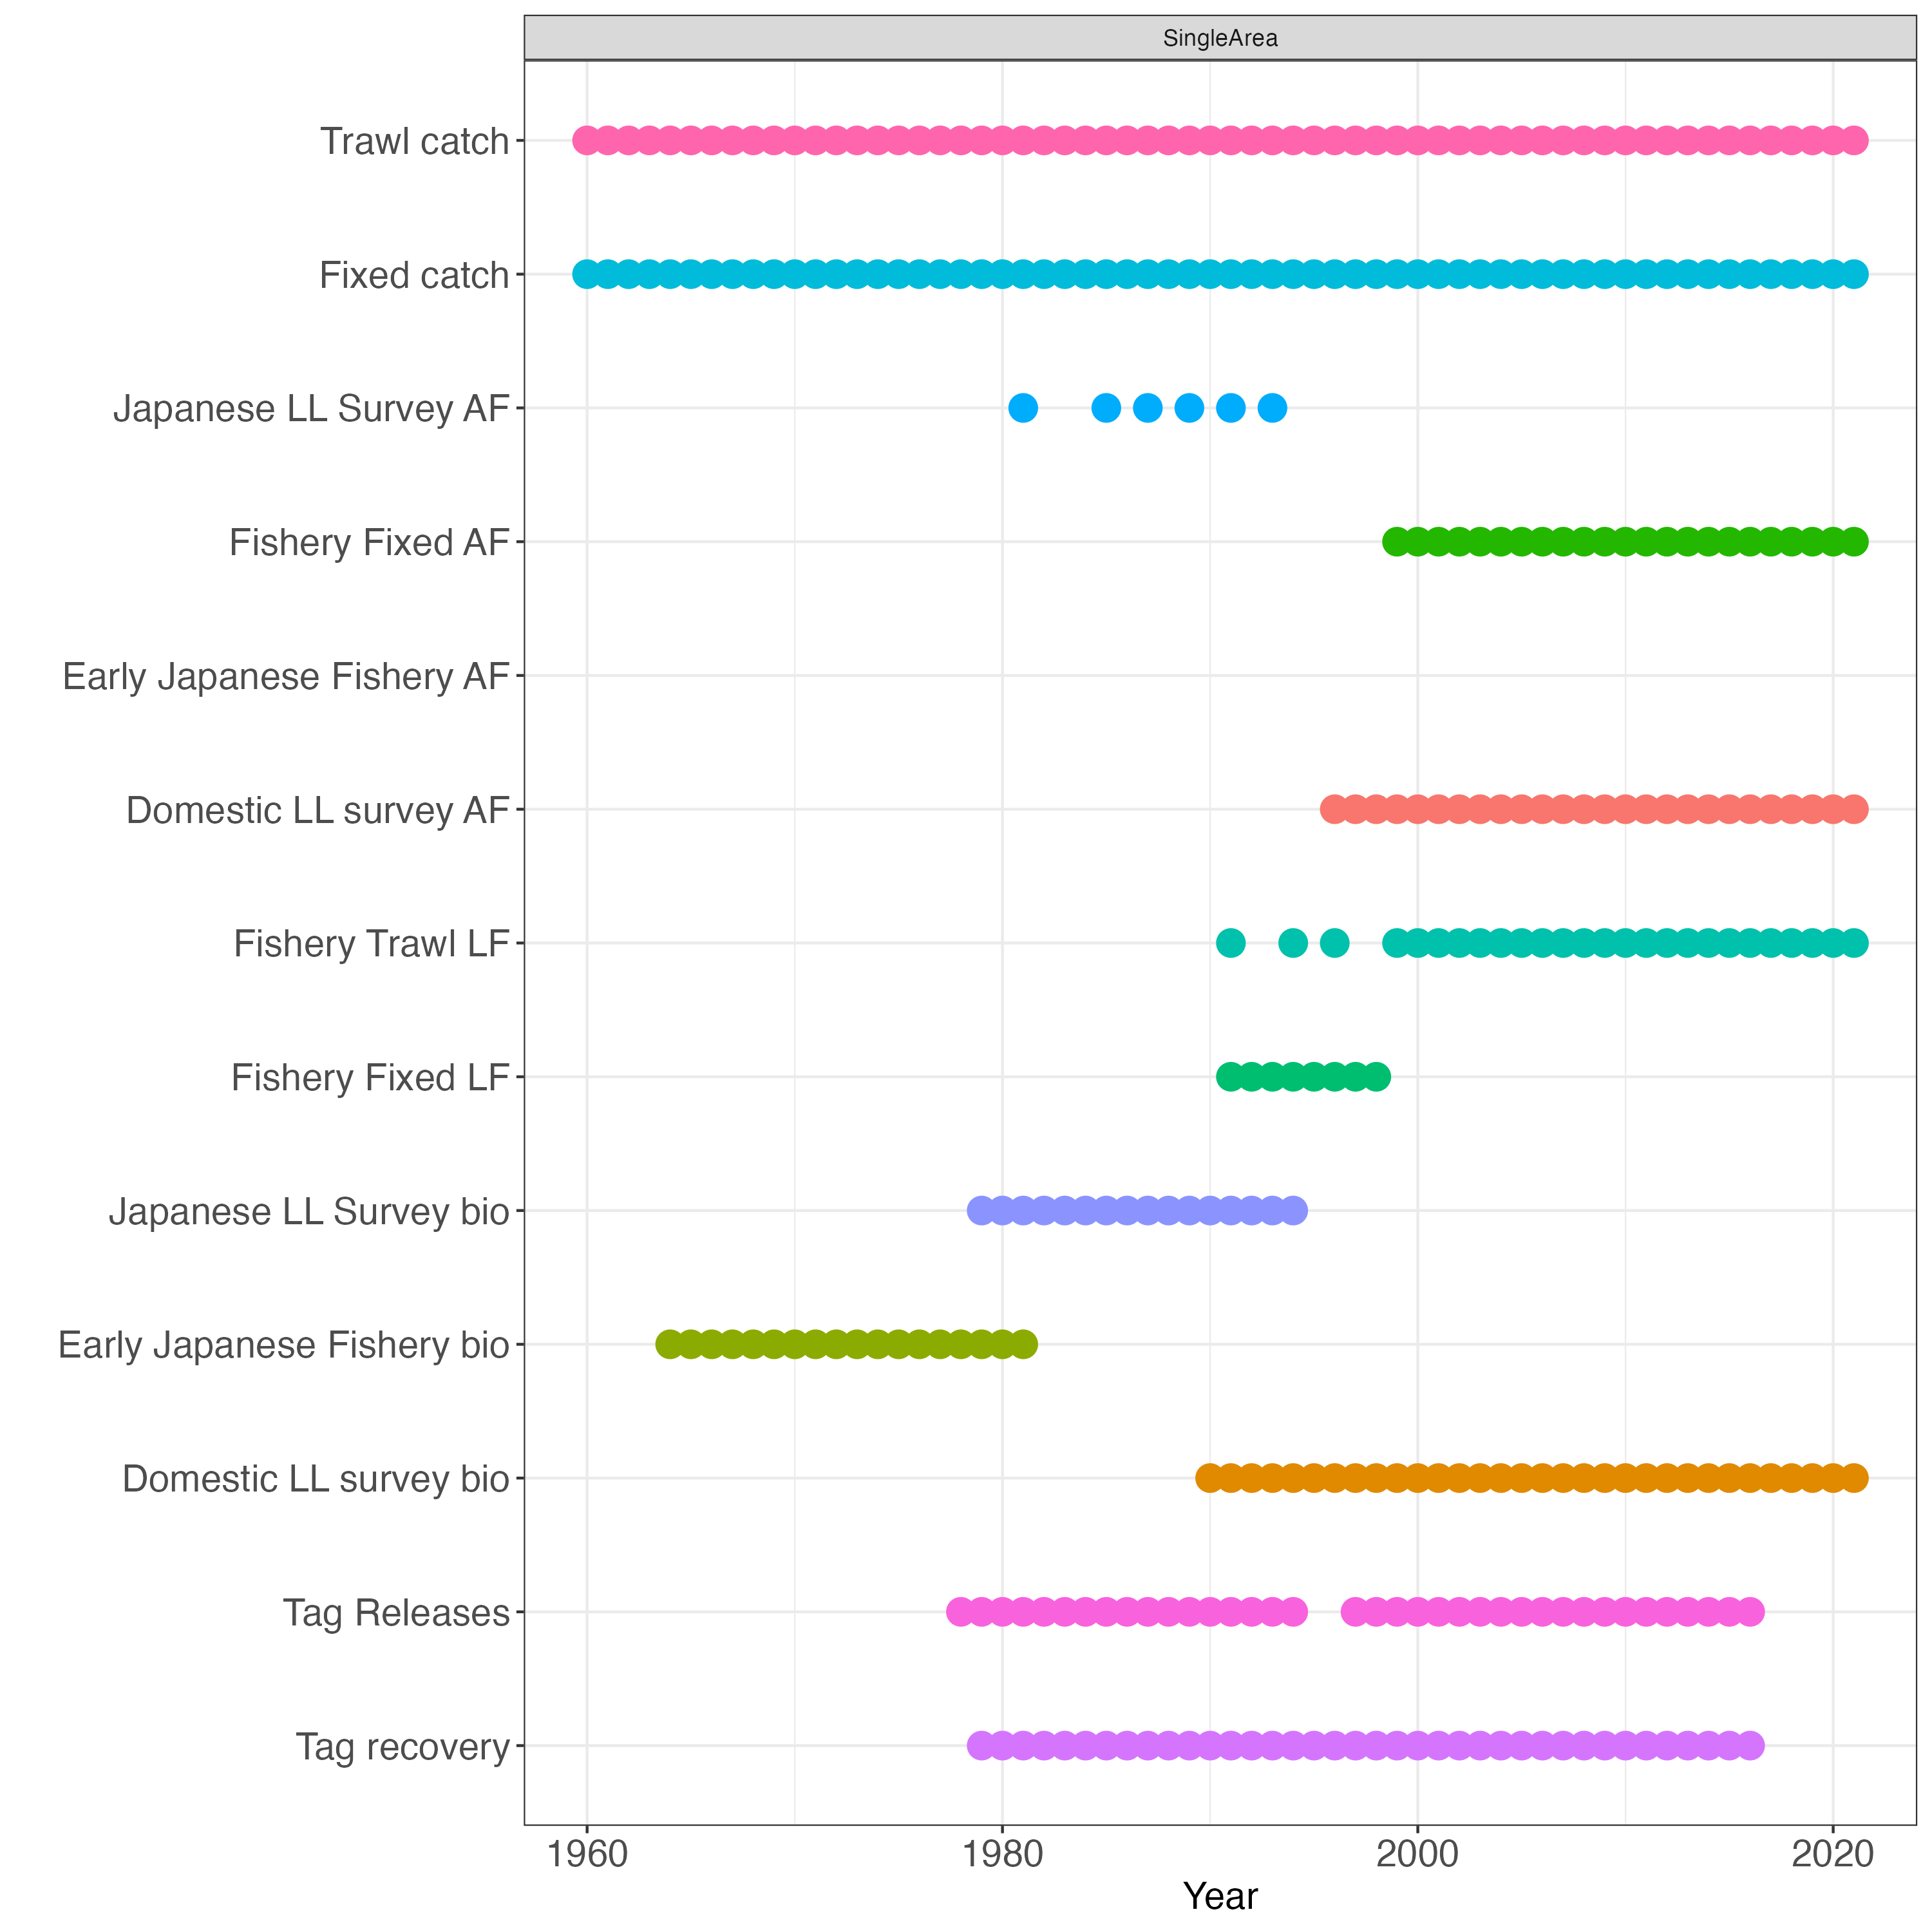 SingleArea
Trawl catch
Fixed catch
Japanese LL Survey AF
Fishery Fixed AF
Early Japanese Fishery AF
Domestic LL survey AF
Fishery Trawl LF
Fishery Fixed LF
Japanese LL Survey bio
Early Japanese Fishery bio
Domestic LL survey bio
Tag Releases
Tag recovery
1960 1980 2000 2020
Year